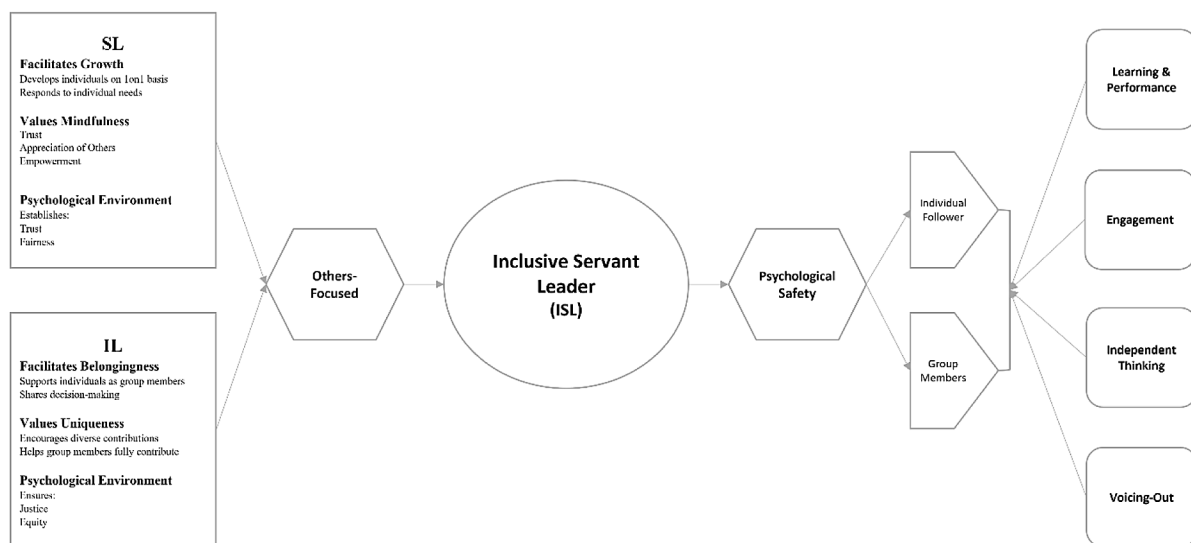 SL
Facilitates Growth
Develops individuals on 1on1 basis
Responds to individual needs
Values Mindfulness
Trust
Appreciation of Others
Empowerment
Psychological Environment
Establishes:
Trust
Fairness
IL
Facilitates Belongingness
Supports individuals as group members
Shares decision-making
Values Uniqueness
Encourages diverse contributions
Helps group members fully contribute
Psychological Environment
Ensures:
Justice
Equity
Others-
Focused
Inclusive Servant
Leader
(ISL)
Psychological
Safety
Individual
Follower
Group
Members
Learning &
Performance
Engagement
Independent
Thinking
Voicing-Out